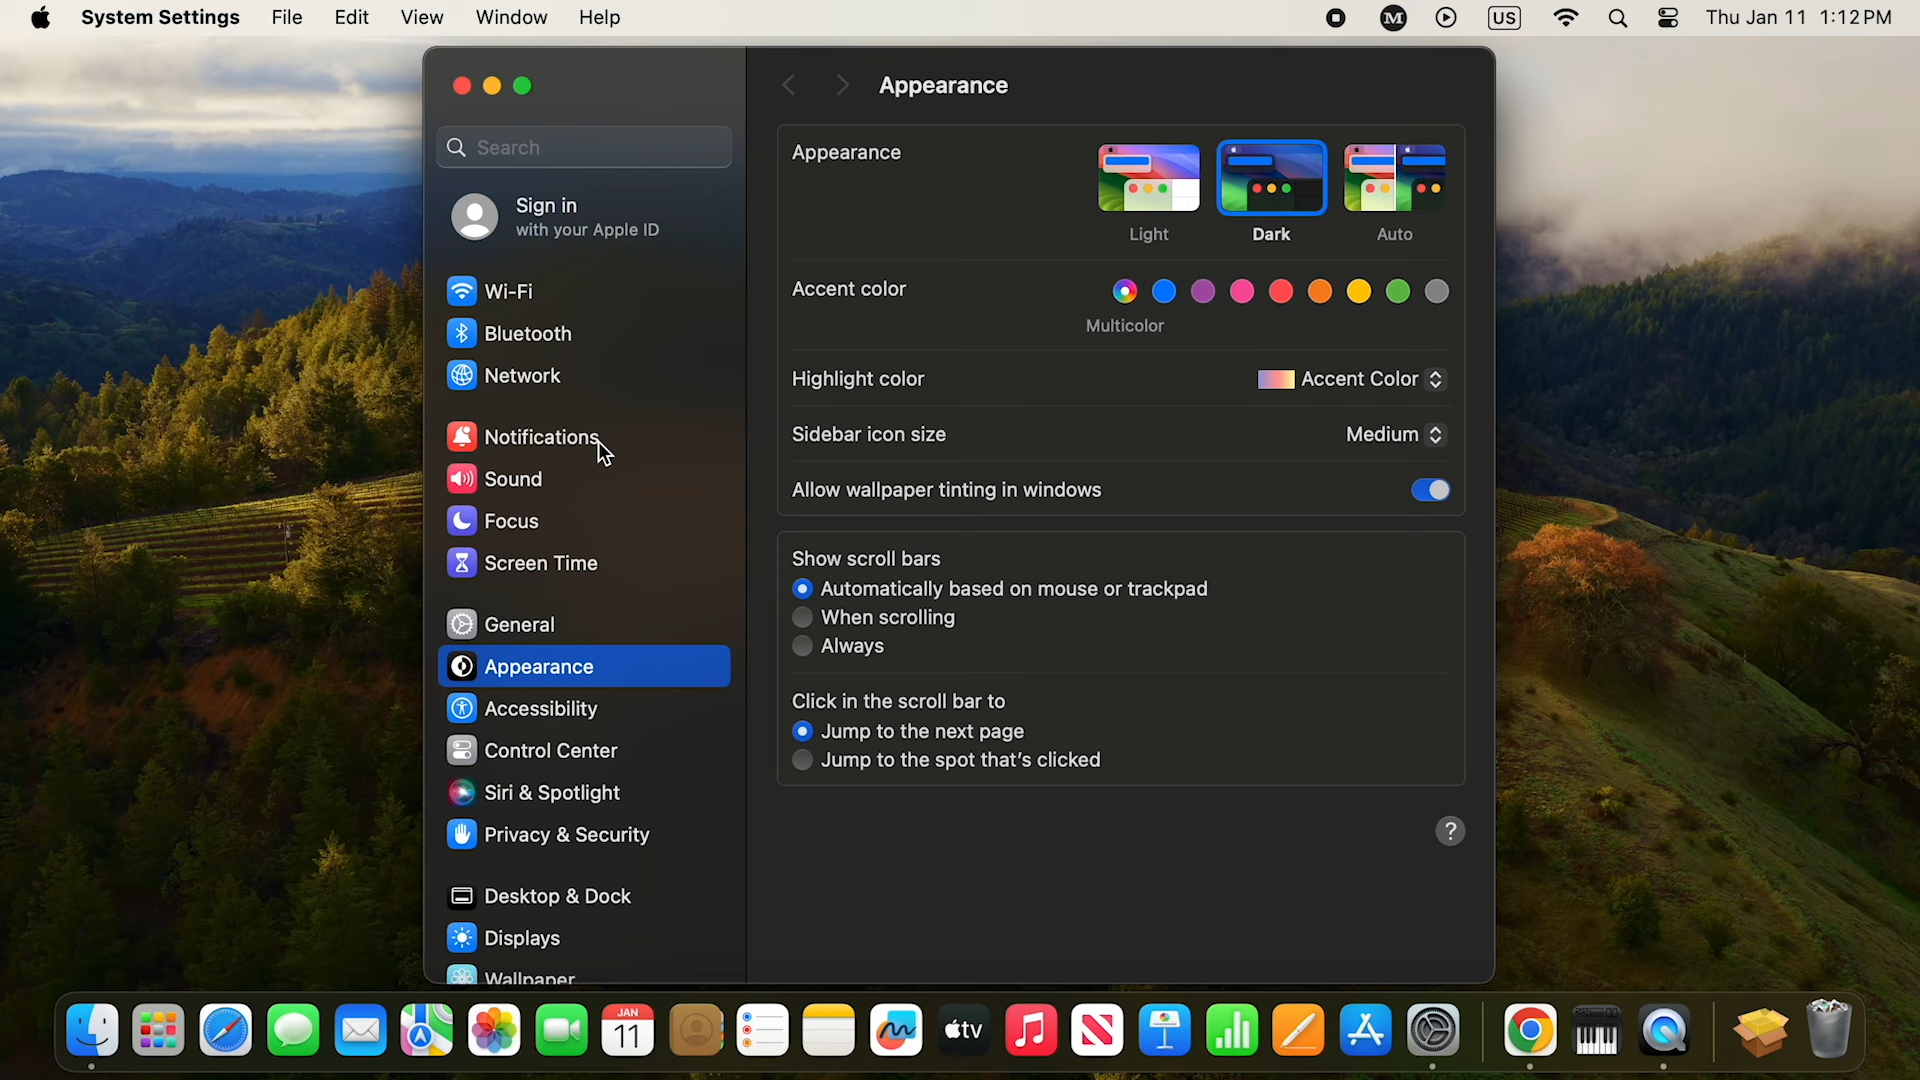 System Settings File Edit View Window Help M US Thu Jan 11 1:12 PM
Appearance
Search
Sign in
with your Apple ID
Wi-Fi
Bluetooth
Network
Notifications
Sound
Focus
Screen Time
General
Appearance
Accessibility
Control Center
Siri & Spotlight
Privacy & Security
Desktop & Dock
Displays
Wallpaper
Appearance
Light Dark Auto
Accent color
Multicolor
Highlight color Accent Color
Sidebar icon size Medium
Allow wallpaper tinting in windows
Show scroll bars
Automatically based on mouse or trackpad
When scrolling
Always
Click in the scroll bar to
Jump to the next page
Jump to the spot that's clicked
?
JAN
11
tv